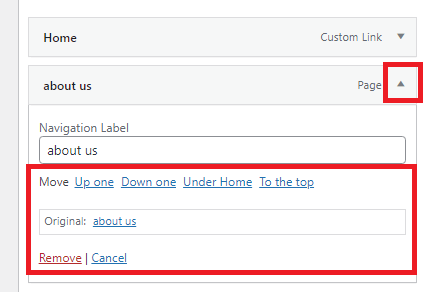 Home Custom Link
about us Page
Navigation Label
about us
Move Up one Down one Under Home To the top
Original: about us
Remove | Cancel